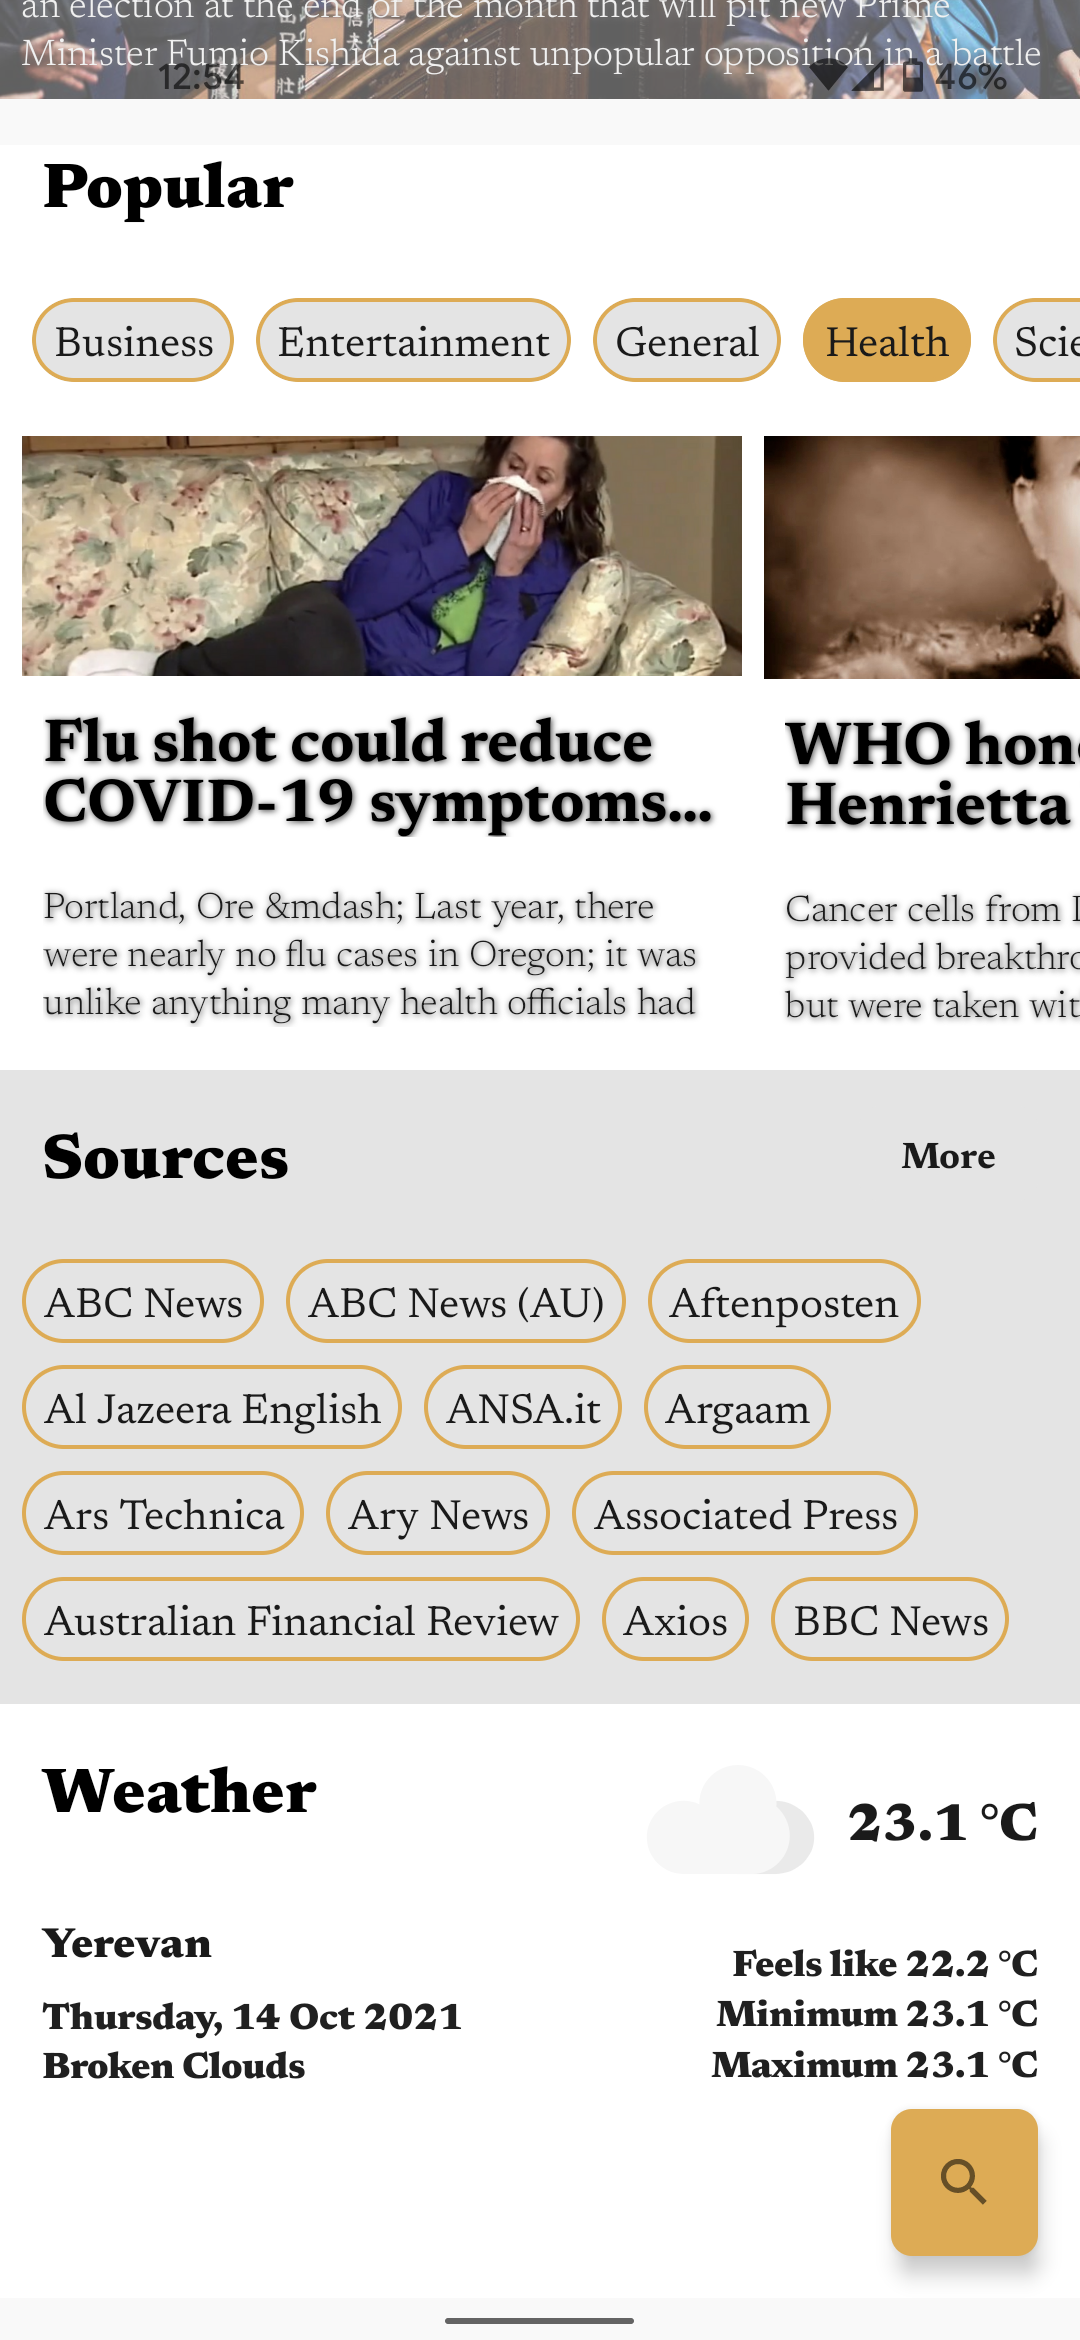 an election at the end of the month that will pit new Prime
Minister Fumio Kishida against unpopular opposition in a battle
12:54
46%
Popular
Business
Entertainment
General
Health
Scie
Flu shot could reduce
COVID-19 symptoms...
Portland, Ore &mdash; Last year, there
were nearly no flu cases in Oregon; it was
unlike anything many health officials had
WHO hon
Henrietta
Cancer cells from
provided breakthro
but were taken wit
Sources
More
ABC News
ABC News (AU)
Aftenposten
Al Jazeera English
ANSA.it
Argaam
Ars Technica
Ary News
Associated Press
Australian Financial Review
Axios
BBC News
Weather
23.1 °C
Yerevan
Thursday, 14 Oct 2021
Broken Clouds
Feels like 22.2 °C
Minimum 23.1 °C
Maximum 23.1 °C